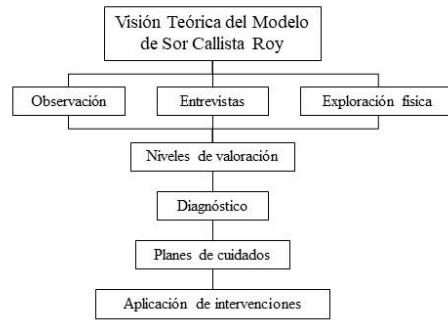 Visión Teórica del Modelo
de Sor Callista Roy
Observación
Entrevistas
Exploración física
Niveles de valoración
Diagnóstico
Planes de cuidados
Aplicación de intervenciones